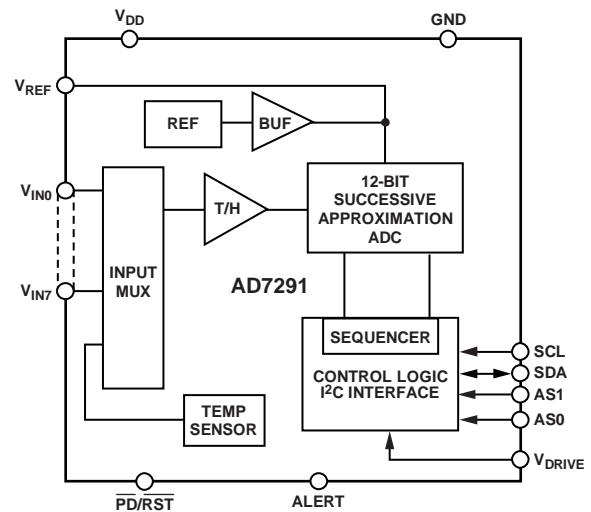 VDD
GND
VREF
REF
BUF
VIN0
T/H
12-BIT
SUCCESSIVE
APPROXIMATION
ADC
INPUT
MUX
AD7291
VIN7
SEQUENCER
CONTROL LOGIC
I2C INTERFACE
SCL
SDA
AS1
AS0
TEMP
SENSOR
VDRIVE
PD/RST
ALERT